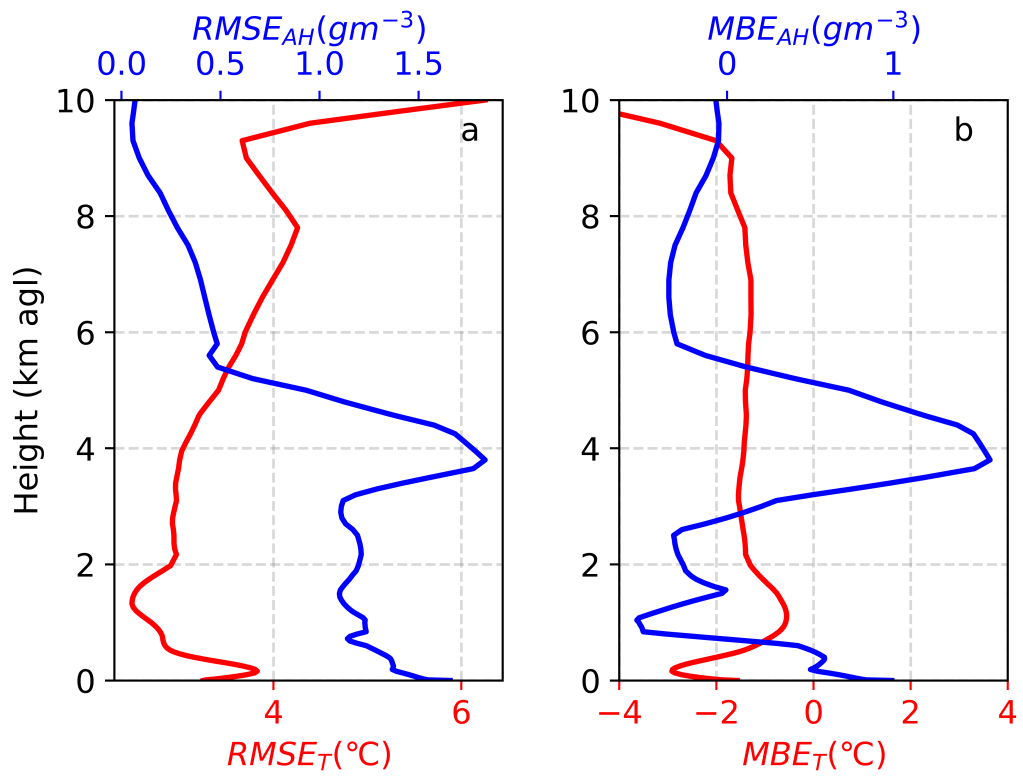 RMSE_AH(gm⁻³) MBE_AH(gm⁻³)
0.0 0.5 1.0 1.5 0 1
10 a 10 b
8 8
6 6
4 4
2 2
0 0
4 6 −4 −2 0 2 4
RMSE_T(°C) MBE_T(°C)
Height (km agl)